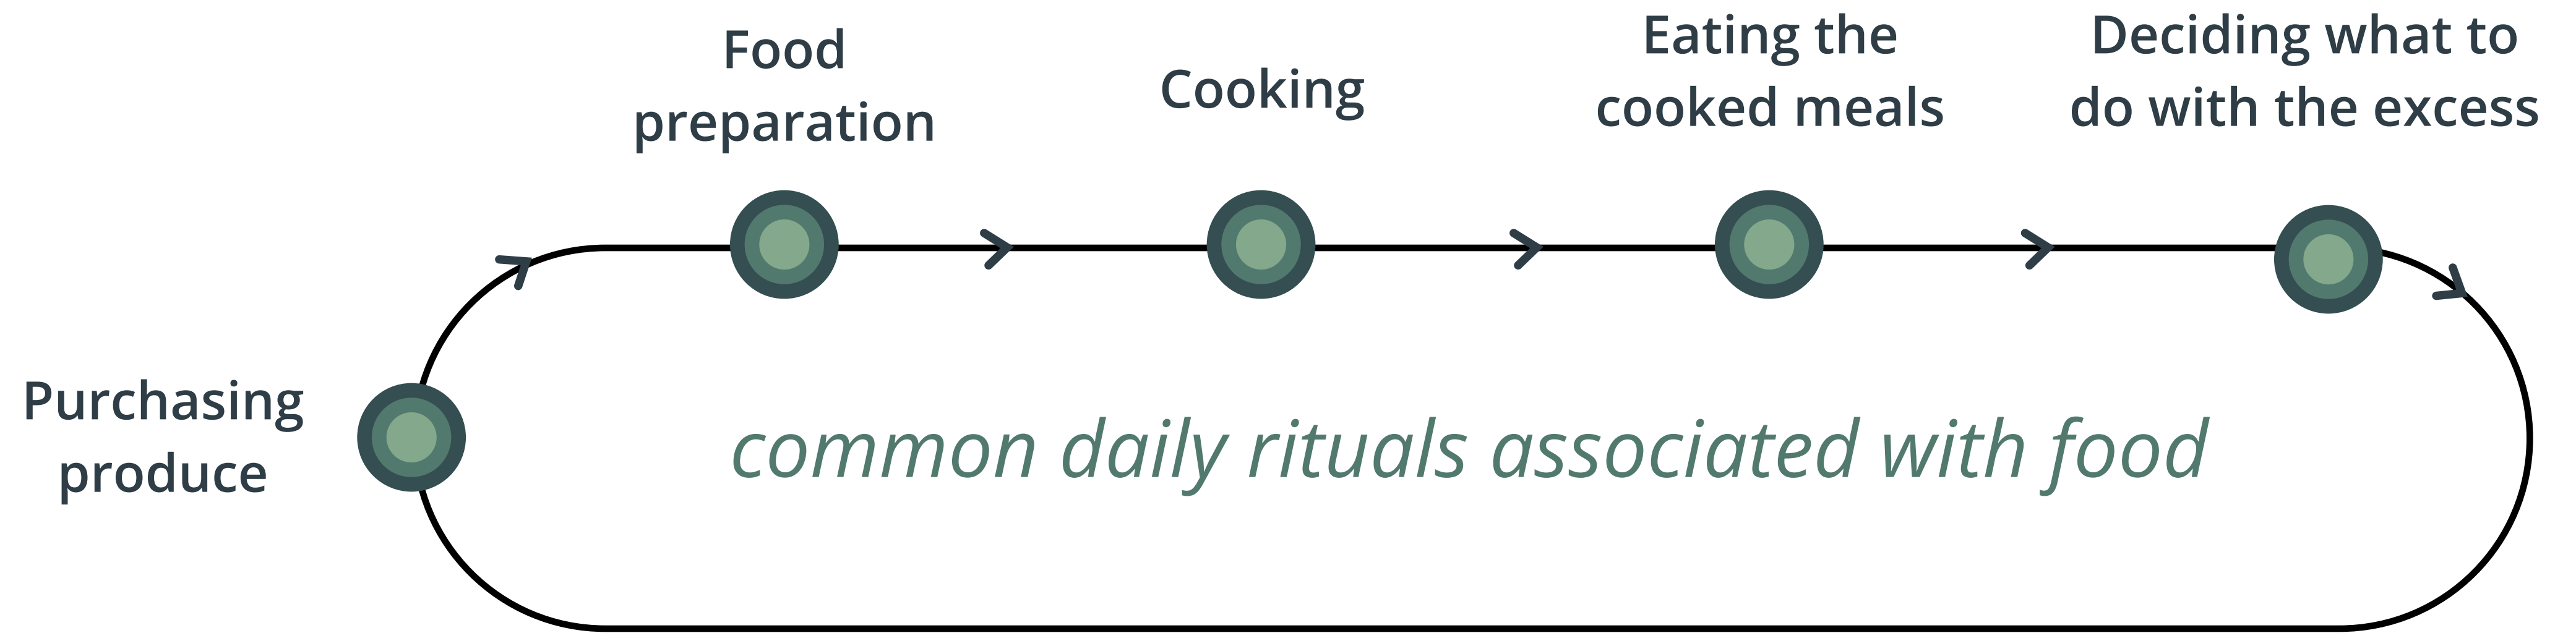 Food
preparation
Cooking
Eating the
cooked meals
Deciding what to
do with the excess
Purchasing
produce
common daily rituals associated with food